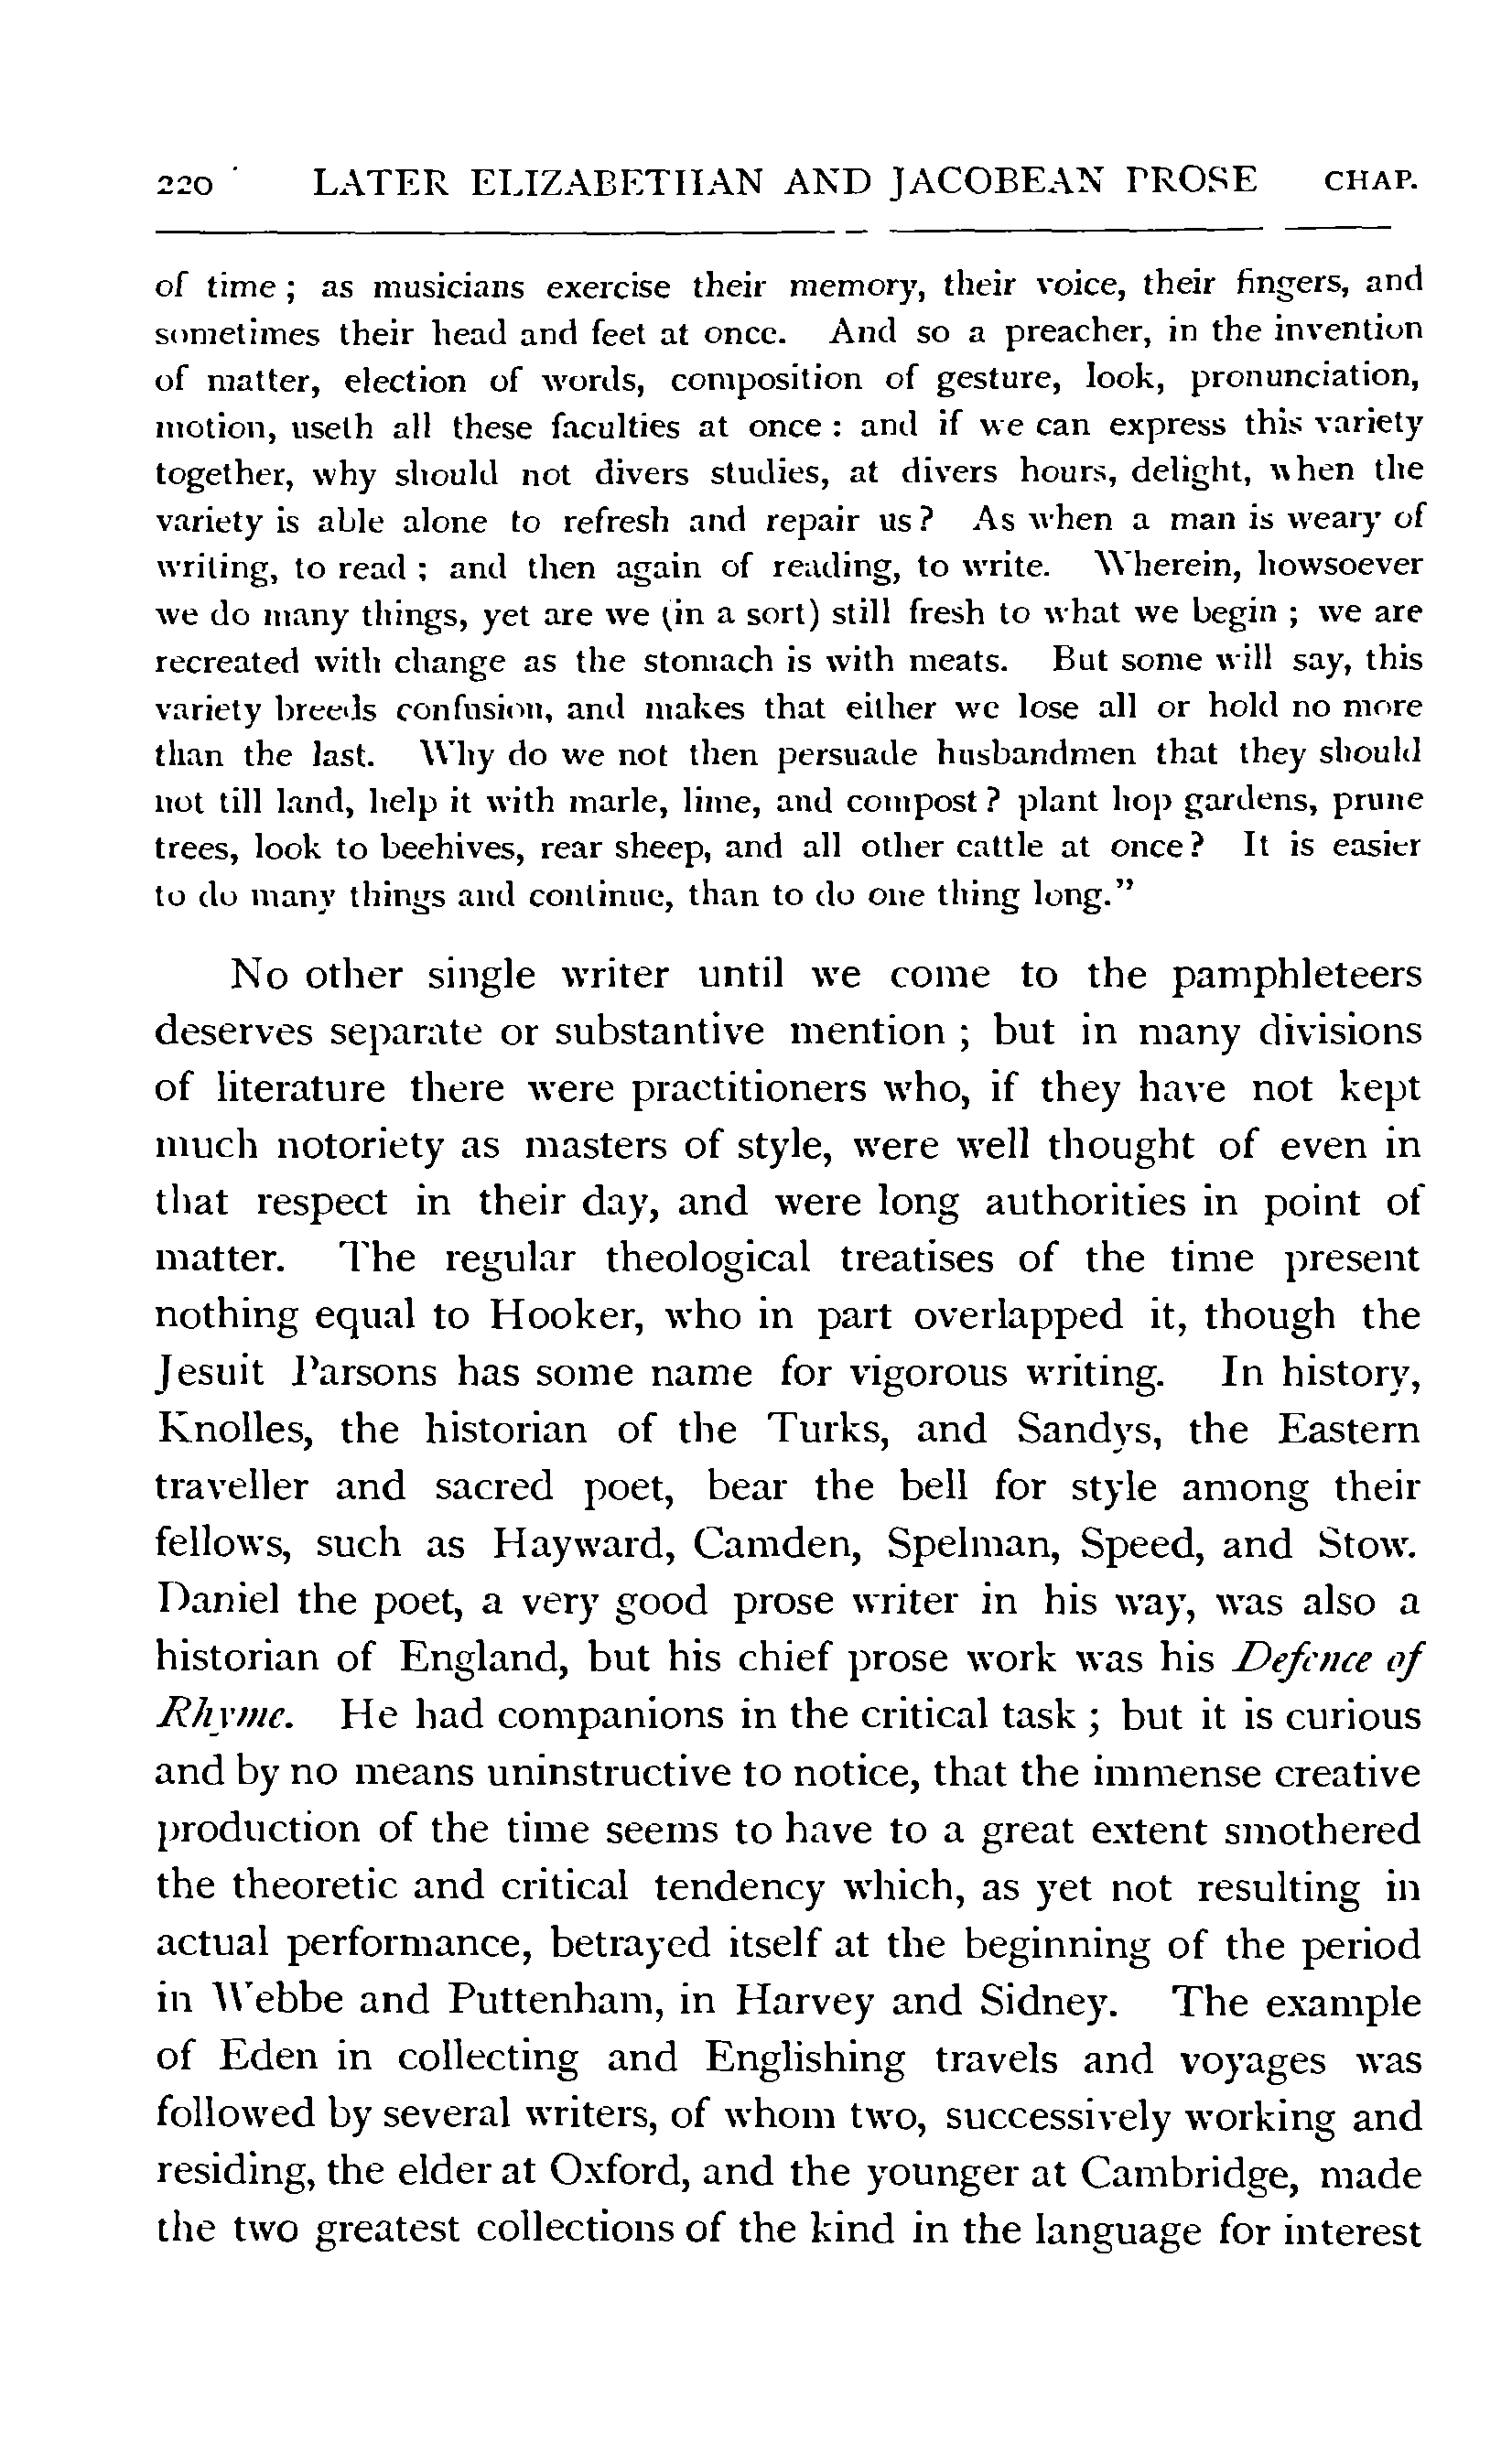 220 LATER ELIZABETHAN AND JACOBEAN PROSE CHAP.
of time ; as musicians exercise their memory, their voice, their fingers, and
sometimes their head and feet at once. And so a preacher, in the invention
of matter, election of words, composition of gesture, look, pronunciation,
motion, useth all these faculties at once : and if we can express this variety
together, why should not divers studies, at divers hours, delight, when the
variety is able alone to refresh and repair us ? As when a man is weary of
writing, to read ; and then again of reading, to write. Wherein, howsoever
we do many things, yet are we (in a sort) still fresh to what we begin ; we are
recreated with change as the stomach is with meats. But some will say, this
variety breeds confusion, and makes that either we lose all or hold no more
than the last. Why do we not then persuade husbandmen that they should
not till land, help it with marle, lime, and compost ? plant hop gardens, prune
trees, look to beehives, rear sheep, and all other cattle at once ? It is easier
to do many things and continue, than to do one thing long.”
No other single writer until we come to the pamphleteers
deserves separate or substantive mention ; but in many divisions
of literature there were practitioners who, if they have not kept
much notoriety as masters of style, were well thought of even in
that respect in their day, and were long authorities in point of
matter. The regular theological treatises of the time present
nothing equal to Hooker, who in part overlapped it, though the
Jesuit Parsons has some name for vigorous writing. In history,
Knolles, the historian of the Turks, and Sandys, the Eastern
traveller and sacred poet, bear the bell for style among their
fellows, such as Hayward, Camden, Spelman, Speed, and Stow.
Daniel the poet, a very good prose writer in his way, was also a
historian of England, but his chief prose work was his Defence of
Rhyme. He had companions in the critical task ; but it is curious
and by no means uninstructive to notice, that the immense creative
production of the time seems to have to a great extent smothered
the theoretic and critical tendency which, as yet not resulting in
actual performance, betrayed itself at the beginning of the period
in Webbe and Puttenham, in Harvey and Sidney. The example
of Eden in collecting and Englishing travels and voyages was
followed by several writers, of whom two, successively working and
residing, the elder at Oxford, and the younger at Cambridge, made
the two greatest collections of the kind in the language for interest